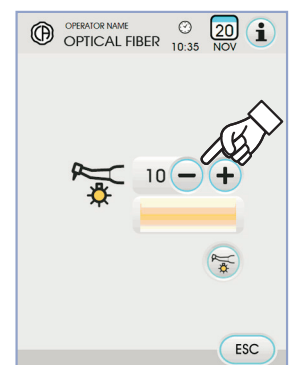 OPERATOR NAME
OPTICAL FIBER
10:35
20
NOV
i
10
ESC